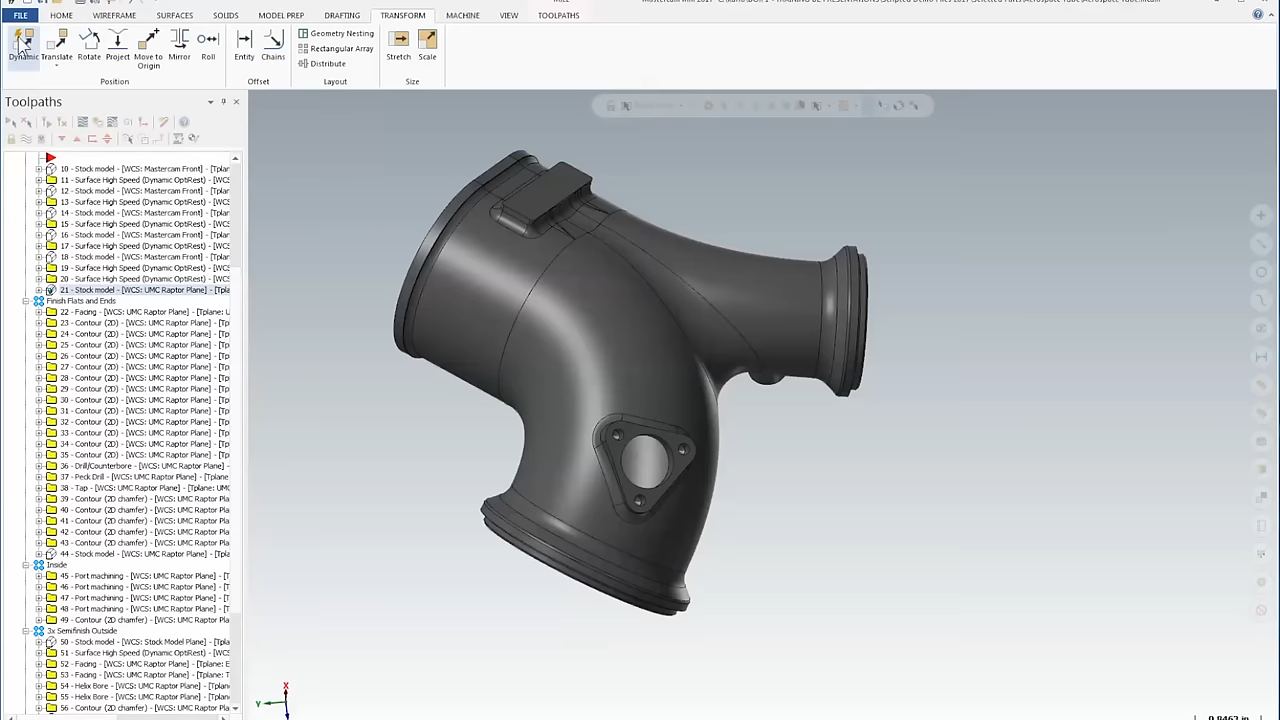 FILE HOME WIREFRAME SURFACES SOLIDS MODEL PREP DRAFTING TRANSFORM MACHINE VIEW TOOLPATHS
Dynamic Translate Rotate Project Move to Origin Mirror Roll
Entity Chains
Geometry Nesting
Rectangular Array
Distribute
Stretch Scale
Position Offset Layout Size
Toolpaths
10 - Stock model - [WCS: Mastercam Front] - [Tplan
11 - Surface High Speed (Dynamic OptiRest) - [WCS
12 - Stock model - [WCS: Mastercam Front] - [Tplan
13 - Surface High Speed (Dynamic OptiRest) - [WCS
14 - Stock model - [WCS: Mastercam Front] - [Tplan
15 - Surface High Speed (Dynamic OptiRest) - [WCS
16 - Stock model - [WCS: Mastercam Front] - [Tplan
17 - Surface High Speed (Dynamic OptiRest) - [WCS
18 - Stock model - [WCS: Mastercam Front] - [Tplan
19 - Surface High Speed (Dynamic OptiRest) - [WCS
20 - Surface High Speed (Dynamic OptiRest) - [WCS
21 - Stock model - [WCS: UMC Raptor Plane] - [Tpla
Finish Flats and Ends
22 - Facing - [WCS: UMC Raptor Plane] - [Tplane: U
23 - Contour (2D) - [WCS: UMC Raptor Plane] - [Tp
24 - Contour (2D) - [WCS: UMC Raptor Plane] - [Tp
25 - Contour (2D) - [WCS: UMC Raptor Plane] - [Tp
26 - Contour (2D) - [WCS: UMC Raptor Plane] - [Tp
27 - Contour (2D) - [WCS: UMC Raptor Plane] - [Tp
28 - Contour (2D) - [WCS: UMC Raptor Plane] - [Tp
29 - Contour (2D) - [WCS: UMC Raptor Plane] - [Tp
30 - Contour (2D) - [WCS: UMC Raptor Plane] - [Tp
31 - Contour (2D) - [WCS: UMC Raptor Plane] - [Tp
32 - Contour (2D) - [WCS: UMC Raptor Plane] - [Tp
33 - Contour (2D) - [WCS: UMC Raptor Plane] - [Tp
34 - Contour (2D) - [WCS: UMC Raptor Plane] - [Tp
35 - Contour (2D) - [WCS: UMC Raptor Plane] - [Tp
36 - Drill/Counterbore - [WCS: UMC Raptor Plane] -
37 - Peck Drill - [WCS: UMC Raptor Plane] - [Tplane
38 - Tap - [WCS: UMC Raptor Plane] - [Tplane: UM
39 - Contour (2D chamfer) - [WCS: UMC Raptor Pla
40 - Contour (2D chamfer) - [WCS: UMC Raptor Pla
41 - Contour (2D chamfer) - [WCS: UMC Raptor Pla
42 - Contour (2D chamfer) - [WCS: UMC Raptor Pla
43 - Contour (2D chamfer) - [WCS: UMC Raptor Pla
44 - Stock model - [WCS: UMC Raptor Plane] - [Tpla
Inside
45 - Port machining - [WCS: UMC Raptor Plane] - [T
46 - Port machining - [WCS: UMC Raptor Plane] - [T
47 - Port machining - [WCS: UMC Raptor Plane] - [T
48 - Port machining - [WCS: UMC Raptor Plane] - [T
49 - Contour (2D chamfer) - [WCS: UMC Raptor Pla
3x Semifinish Outside
50 - Stock model - [WCS: Stock Model Plane] - [Tpla
51 - Surface High Speed (Dynamic OptiRest) - [WCS
52 - Facing - [WCS: UMC Raptor Plane] - [Tplane: E
53 - Facing - [WCS: UMC Raptor Plane] - [Tplane: T
54 - Helix Bore - [WCS: UMC Raptor Plane] - [Tplane
55 - Helix Bore - [WCS: UMC Raptor Plane] - [Tplane
56 - Contour (2D chamfer) - [WCS: UMC Raptor Pla
X
Y